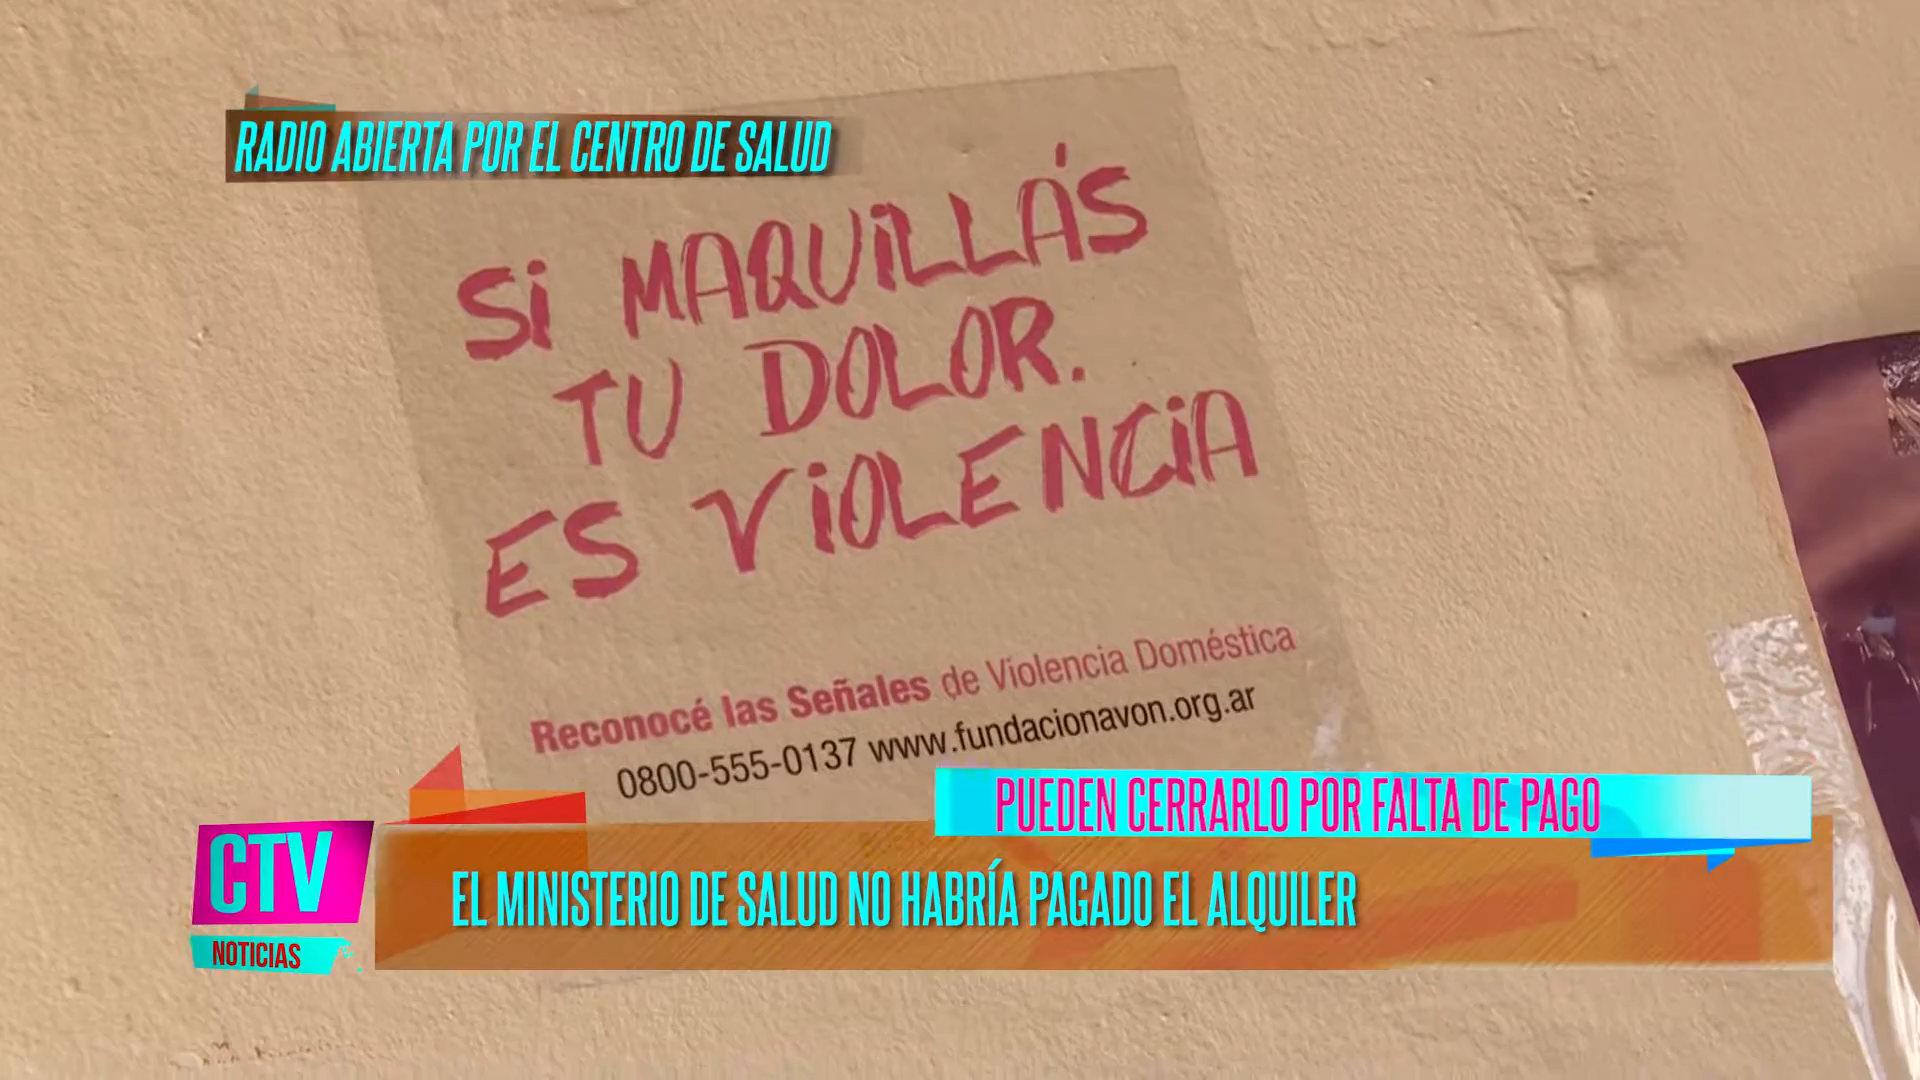 RADIO ABIERTA POR EL CENTRO DE SALUD
Si MAQUiLLÁS
TU DOLOR.
ES ViOLENCiA
Reconocé las Señales de Violencia Doméstica
0800-555-0137 www.fundacionavon.org.ar
PUEDEN CERRARLO POR FALTA DE PAGO
CTV
NOTICIAS
EL MINISTERIO DE SALUD NO HABRÍA PAGADO EL ALQUILER